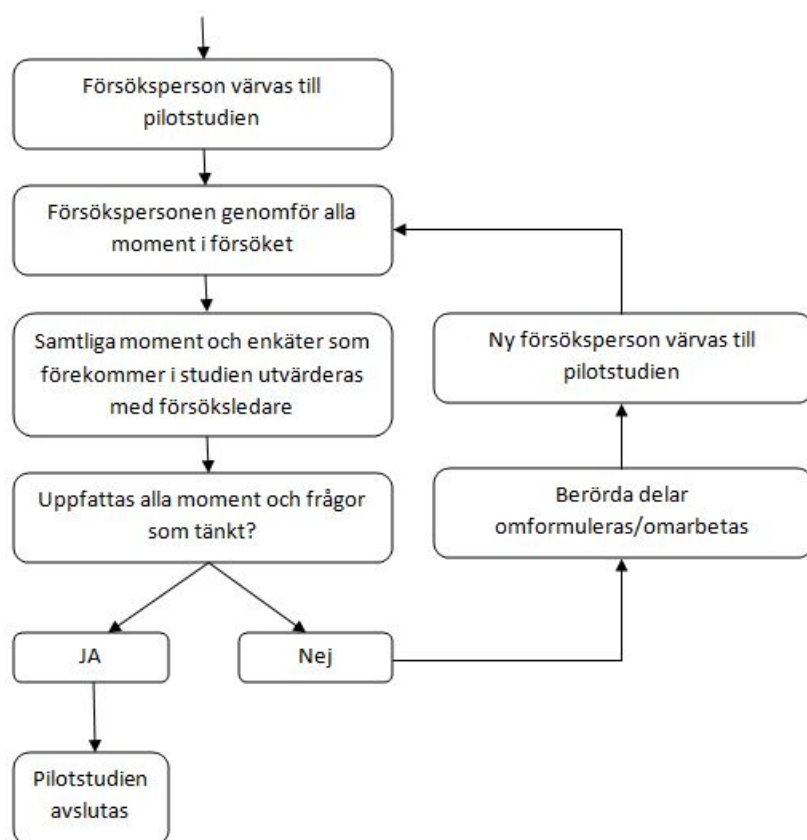 Försöksperson värvas till
pilotstudien
Försökspersonen genomför alla
moment i försöket
Samtliga moment och enkäter som
förekommer i studien utvärderas
med försöksledare
Ny försöksperson värvas till
pilotstudien
Uppfattas alla moment och frågor
som tänkt?
Berörda delar
omformuleras/omarbetas
JA
Nej
Pilotstudien
avslutas